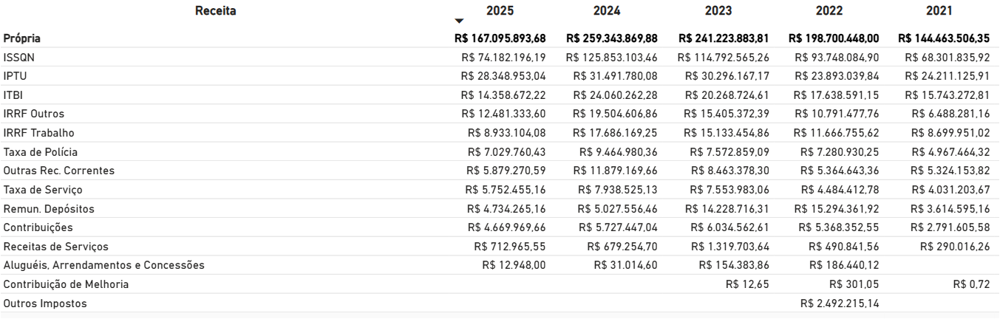 Receita 2025 2024 2023 2022 2021
Própria R$ 167.095.893,68 R$ 259.343.869,88 R$ 241.223.883,81 R$ 198.700.448,00 R$ 144.463.506,35
ISSQN R$ 74.182.196,19 R$ 125.853.103,46 R$ 114.792.565,26 R$ 93.748.084,90 R$ 68.301.835,92
IPTU R$ 28.348.953,04 R$ 31.491.780,08 R$ 30.296.167,17 R$ 23.893.039,84 R$ 24.211.125,91
ITBI R$ 14.358.672,22 R$ 24.060.262,28 R$ 20.268.724,61 R$ 17.638.591,15 R$ 15.743.272,81
IRRF Outros R$ 12.481.333,60 R$ 19.504.606,86 R$ 15.405.372,39 R$ 10.791.477,76 R$ 6.488.281,16
IRRF Trabalho R$ 8.933.104,08 R$ 17.686.169,25 R$ 15.133.454,86 R$ 11.666.755,62 R$ 8.699.951,02
Taxa de Polícia R$ 7.029.760,43 R$ 9.464.980,36 R$ 7.572.859,09 R$ 7.280.930,25 R$ 4.967.464,32
Outras Rec. Correntes R$ 5.879.270,59 R$ 11.879.169,66 R$ 8.463.378,30 R$ 5.364.643,36 R$ 5.324.153,82
Taxa de Serviço R$ 5.752.455,16 R$ 7.938.525,13 R$ 7.553.983,06 R$ 4.484.412,78 R$ 4.031.203,67
Remun. Depósitos R$ 4.734.265,16 R$ 5.027.556,46 R$ 14.228.716,31 R$ 15.294.361,92 R$ 3.614.595,16
Contribuições R$ 4.669.969,66 R$ 5.727.447,04 R$ 6.034.562,61 R$ 5.368.352,55 R$ 2.791.605,58
Receitas de Serviços R$ 712.965,55 R$ 679.254,70 R$ 1.319.703,64 R$ 490.841,56 R$ 290.016,26
Aluguéis, Arrendamentos e Concessões R$ 12.948,00 R$ 31.014,60 R$ 154.383,86 R$ 186.440,12
Contribuição de Melhoria R$ 12,65 R$ 301,05 R$ 0,72
Outros Impostos R$ 2.492.215,14